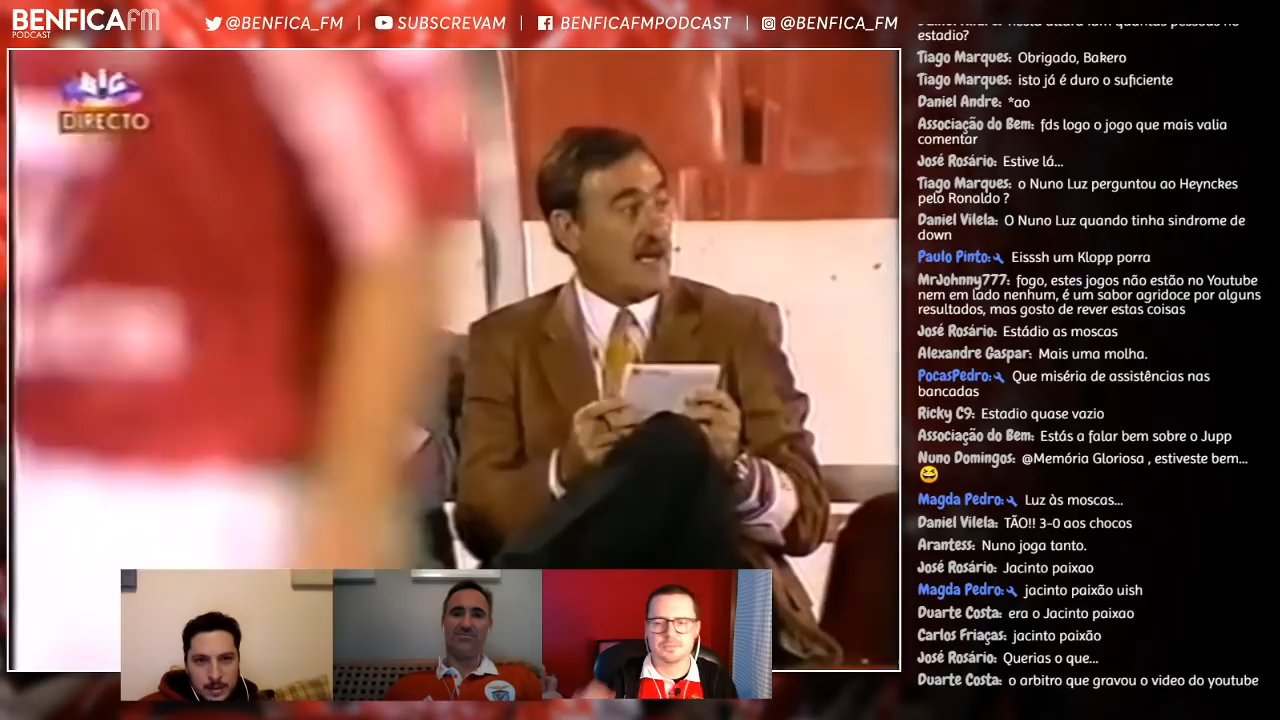 BENFICAFM
PODCAST
@BENFICA_FM | SUBSCREVAM | BENFICAFMPODCAST | @BENFICA_FM
SIC
DIRECTO
estadio?
Tiago Marques: Obrigado, Bakero
Tiago Marques: isto já é duro o suficiente
Daniel Andre: *ao
Associação do Bem: fds logo o jogo que mais valia
comentar
José Rosário: Estive lá...
Tiago Marques: o Nuno Luz perguntou ao Heynckes
pelo Ronaldo ?
Daniel Vilela: O Nuno Luz quando tinha sindrome de
down
Paulo Pinto: Eisssh um Klopp porra
MrJohnny777: fogo, estes jogos não estão no Youtube
nem em lado nenhum, é um sabor agridoce por alguns
resultados, mas gosto de rever estas coisas
José Rosário: Estádio as moscas
Alexandre Gaspar: Mais uma molha.
PocasPedro: Que miséria de assistências nas
bancadas
Ricky C9: Estadio quase vazio
Associação do Bem: Estás a falar bem sobre o Jupp
Nuno Domingos: @Memória Gloriosa , estiveste bem...
😆
Magda Pedro: Luz às moscas...
Daniel Vilela: TÃO!! 3-0 aos chocos
Arantess: Nuno joga tanto.
José Rosário: Jacinto paixao
Magda Pedro: jacinto paixão uish
Duarte Costa: era o Jacinto paixao
Carlos Friaças: jacinto paixão
José Rosário: Querias o que...
Duarte Costa: o arbitro que gravou o video do youtube